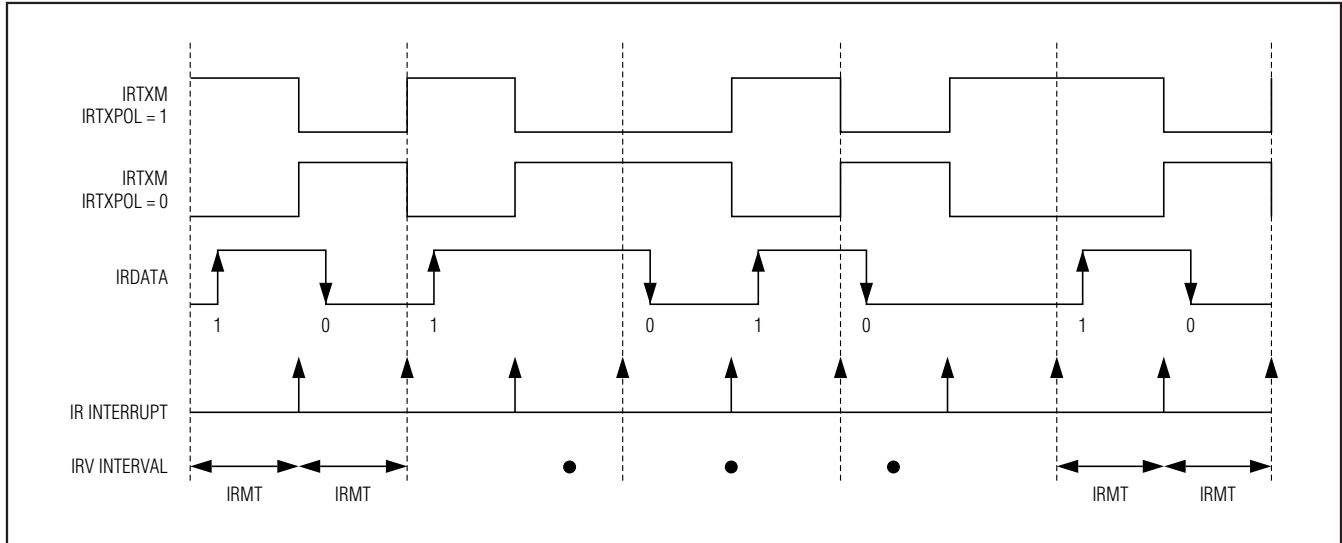 IRTXM
IRTXPOL = 1
IRTXM
IRTXPOL = 0
IRDATA
1 0 1 0 1 0 1 0
IR INTERRUPT
IRV INTERVAL
IRMT IRMT IRMT IRMT